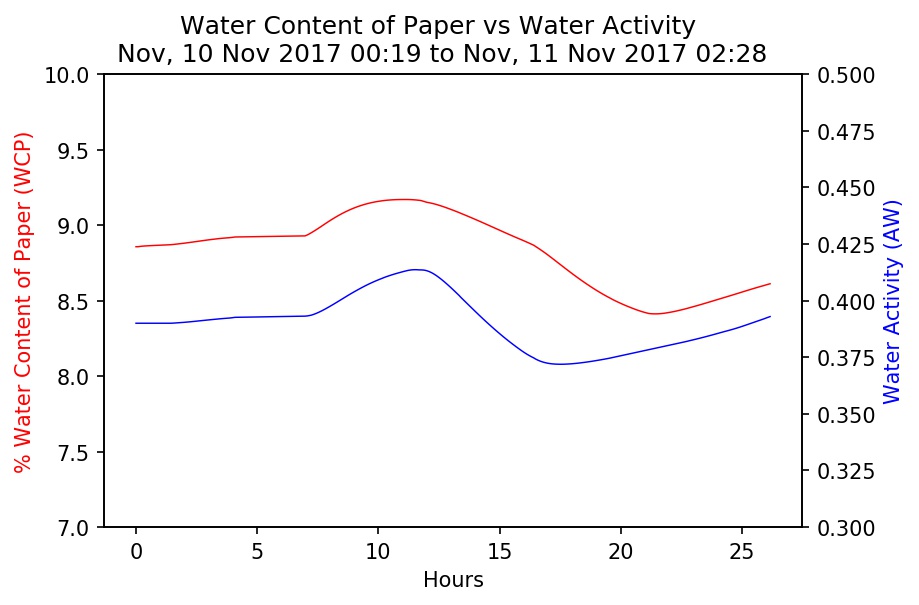 Water Content of Paper vs Water Activity
Nov, 10 Nov 2017 00:19 to Nov, 11 Nov 2017 02:28
% Water Content of Paper (WCP)
10.0
9.5
9.0
8.5
8.0
7.5
7.0
0.500
0.475
0.450
0.425
0.400
0.375
0.350
0.325
0.300
Water Activity (AW)
0 5 10 15 20 25
Hours